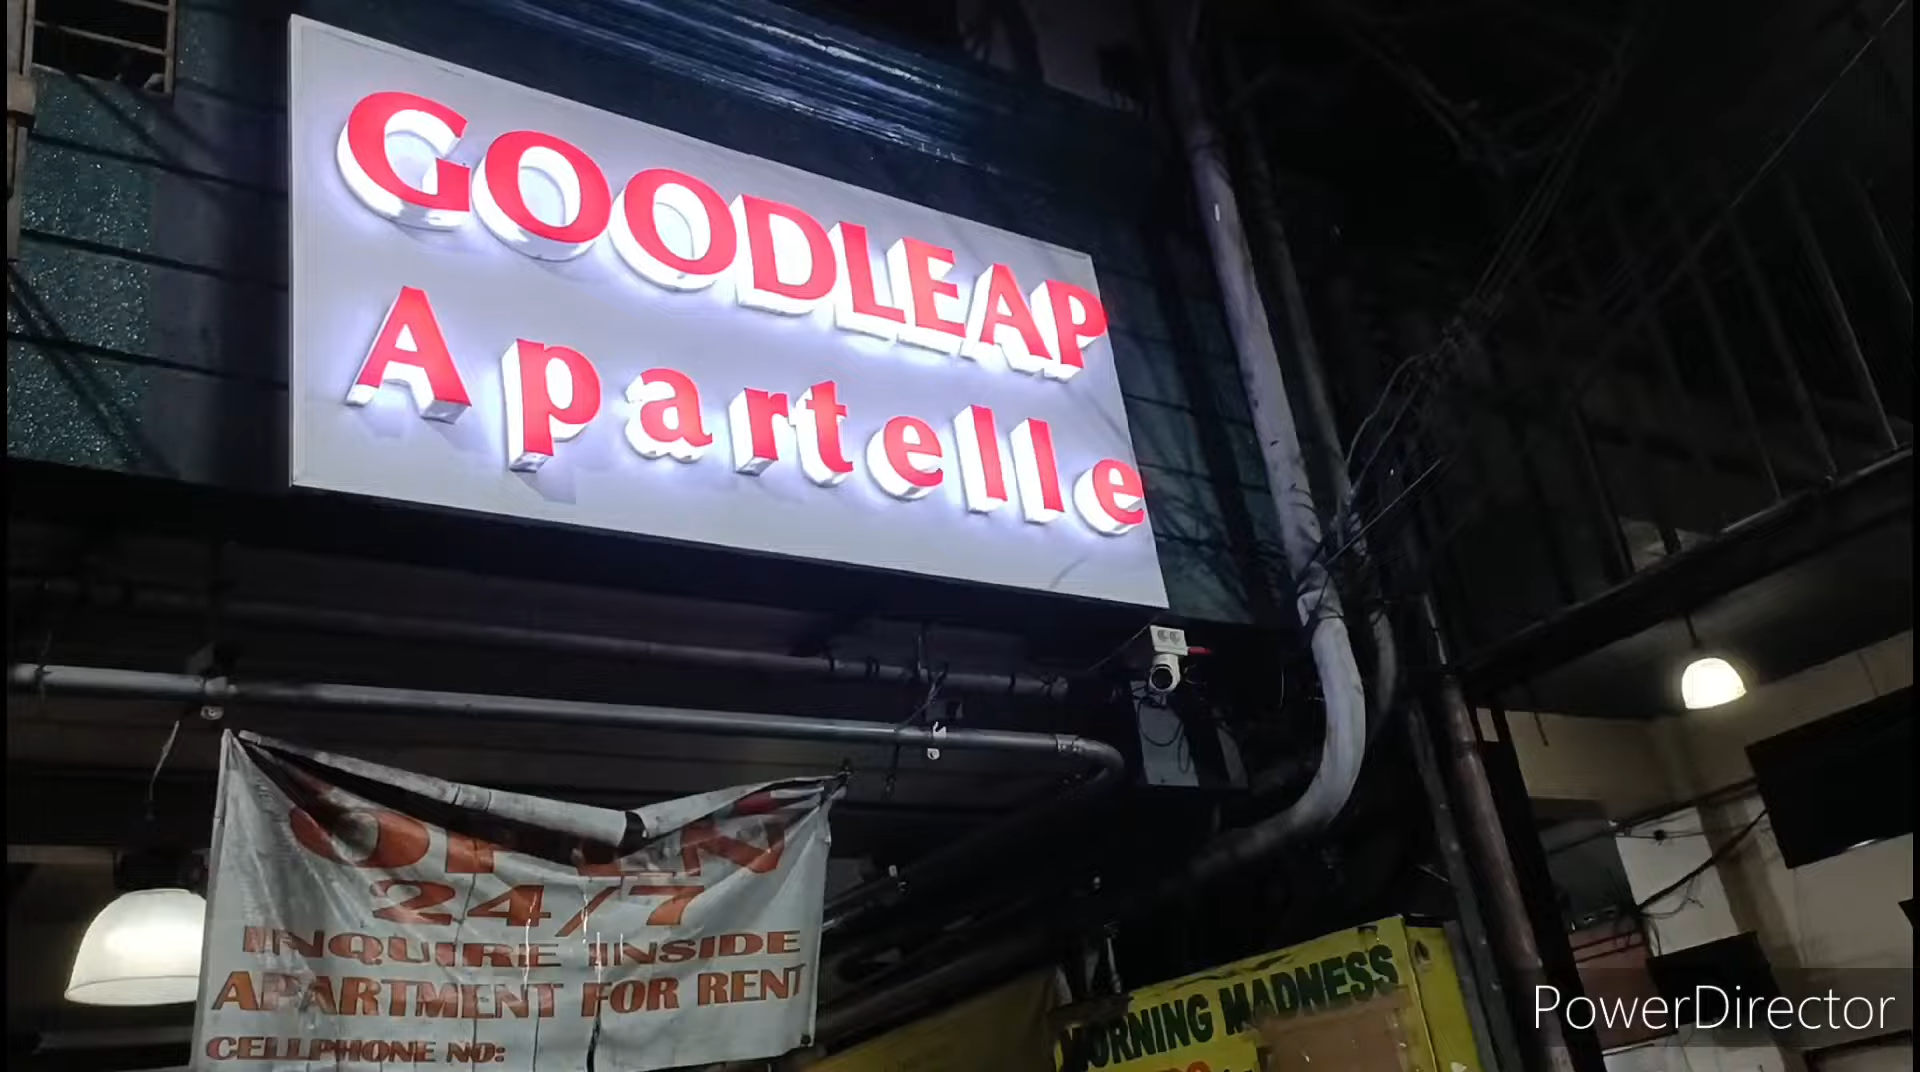 GOODLEAP
Apartelle
OPEN
24/7
INQUIRE INSIDE
APARTMENT FOR RENT
CELLPHONE NO:
MORNING MADNESS
PowerDirector